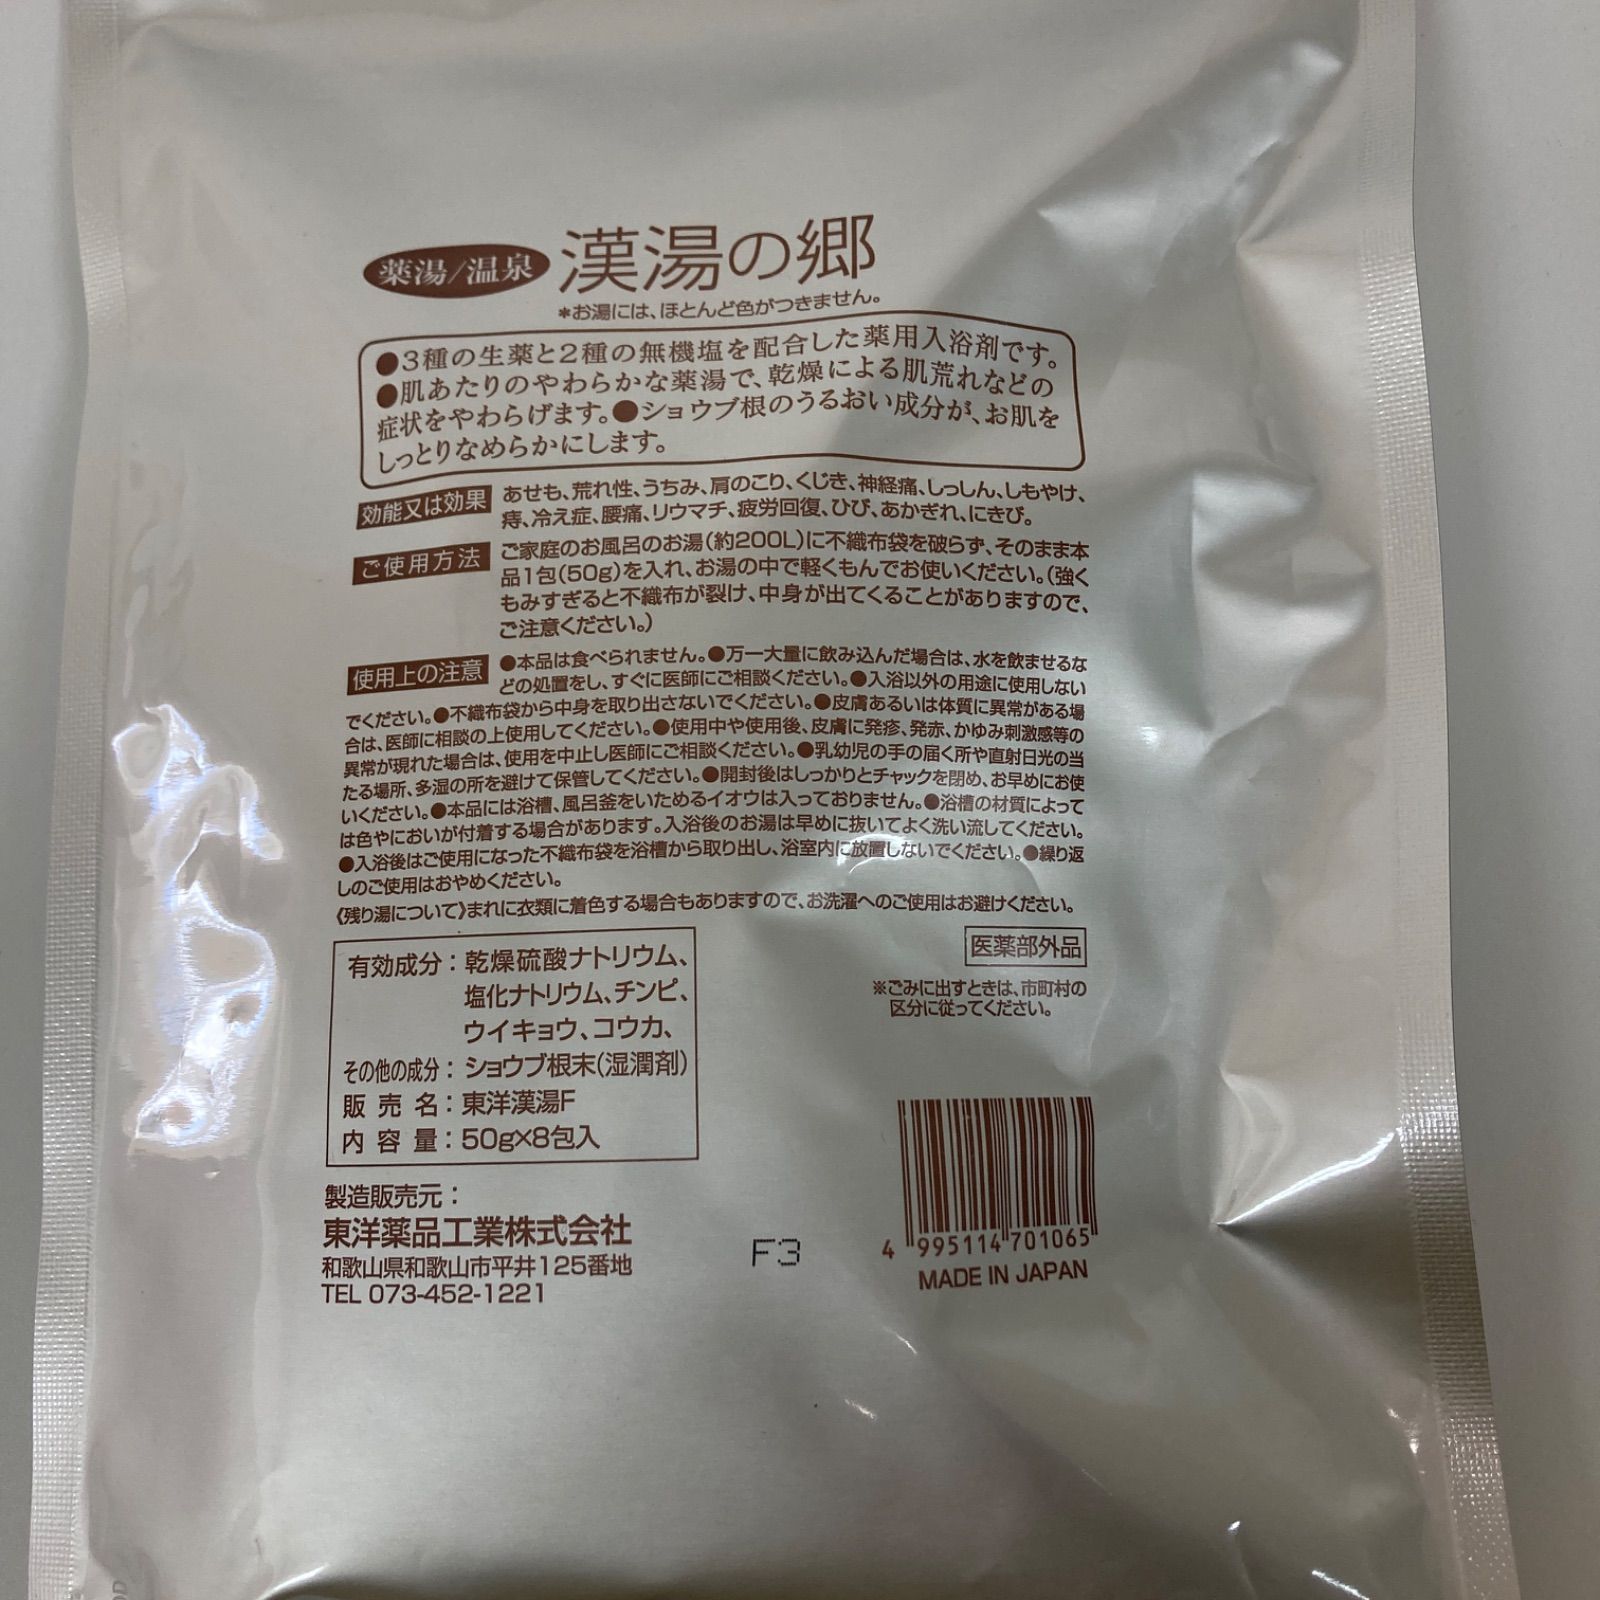 薬湯/温泉 漢湯の郷
*お湯には、ほとんど色がつきません。
●3種の生薬と2種の無機塩を配合した薬用入浴剤です。
●肌あたりのやわらかな薬湯で、乾燥による肌荒れなどの
症状をやわらげます。●ショウブ根のうるおい成分が、お肌を
しっとりなめらかにします。
効能又は効果 あせも、荒れ性、うちみ、肩のこり、くじき、神経痛、しっしん、しもやけ、
痔、冷え症、腰痛、リウマチ、疲労回復、ひび、あかぎれ、にきび。
ご使用方法 ご家庭のお風呂のお湯(約200L)に不織布袋を破らず、そのまま本
品1包(50g)を入れ、お湯の中で軽くもんでお使いください。(強く
もみすぎると不織布が裂け、中身が出てくることがありますので、
ご注意ください。)
使用上の注意 ●本品は食べられません。●万一大量に飲み込んだ場合は、水を飲ませるな
どの処置をし、すぐに医師にご相談ください。●入浴以外の用途に使用しない
でください。●不織布袋から中身を取り出さないでください。●皮膚あるいは体質に異常がある場
合は、医師に相談の上使用してください。●使用中や使用後、皮膚に発疹、発赤、かゆみ刺激感等の
異常が現れた場合は、使用を中止し医師にご相談ください。●乳幼児の手の届く所や直射日光の当
たる場所、多湿の所を避けて保管してください。●開封後はしっかりとチャックを閉め、お早めにお使
いください。●本品には浴槽、風呂釜をいためるイオウは入っておりません。●浴槽の材質によって
は色やにおいが付着する場合があります。入浴後のお湯は早めに抜いてよく洗い流してください。
●入浴後はご使用になった不織布袋を浴槽から取り出し、浴室内に放置しないでください。●繰り返
しのご使用はおやめください。
《残り湯について》まれに衣類に着色する場合もありますので、お洗濯へのご使用はお避けください。
有効成分：乾燥硫酸ナトリウム、
塩化ナトリウム、チンピ、
ウイキョウ、コウカ、
その他の成分：ショウブ根末(湿潤剤)
販売名：東洋漢湯F
内容量：50g×8包入
医薬部外品
※ごみに出すときは、市町村の
区分に従ってください。
製造販売元：
東洋薬品工業株式会社
和歌山県和歌山市平井125番地
TEL 073-452-1221
F3
4 995114 701065
MADE IN JAPAN